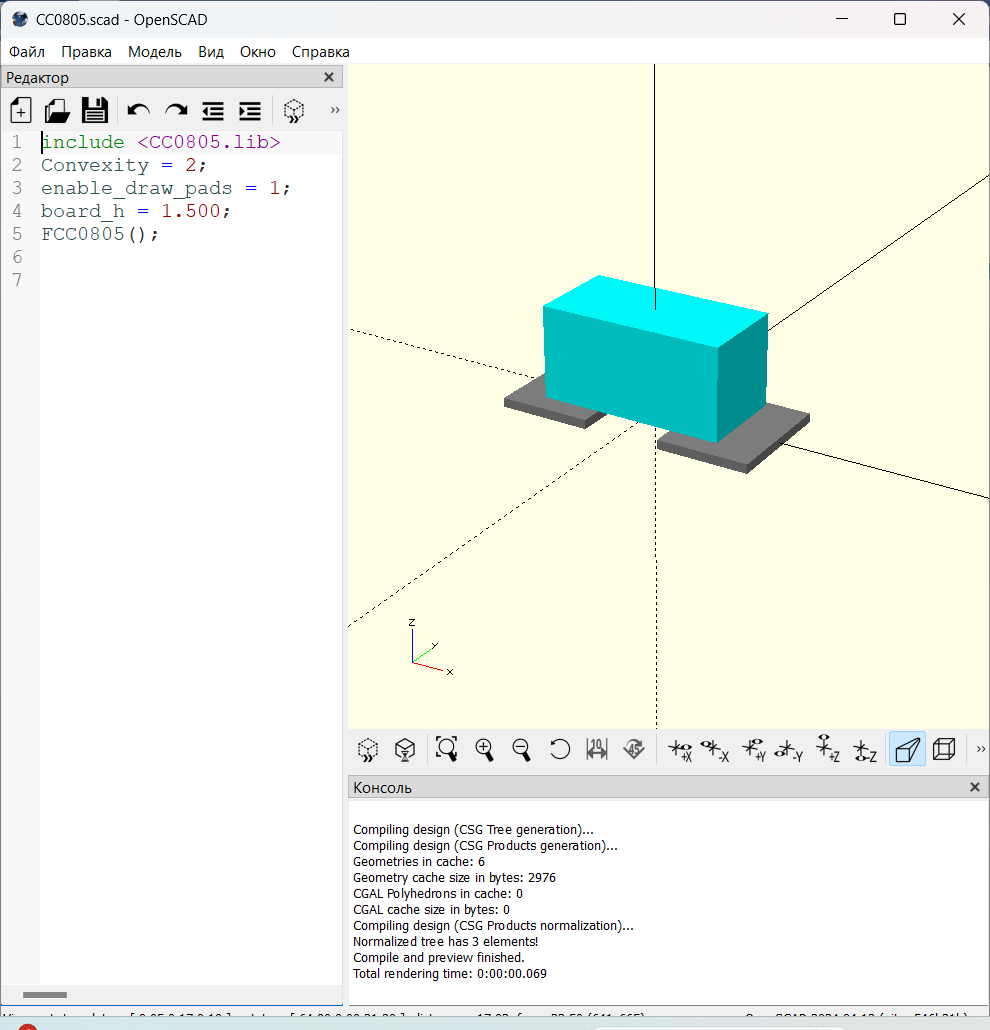 CC0805.scad - OpenSCAD
Файл Правка Модель Вид Окно Справка
Редактор
1 include <CC0805.lib>
2 Convexity = 2;
3 enable_draw_pads = 1;
4 board_h = 1.500;
5 FCC0805();
6
7
z
y
x
10 45 +X -X +Y -Y +Z -Z
Консоль
Compiling design (CSG Tree generation)...
Compiling design (CSG Products generation)...
Geometries in cache: 6
Geometry cache size in bytes: 2976
CGAL Polyhedrons in cache: 0
CGAL cache size in bytes: 0
Compiling design (CSG Products normalization)...
Normalized tree has 3 elements!
Compile and preview finished.
Total rendering time: 0:00:00.069